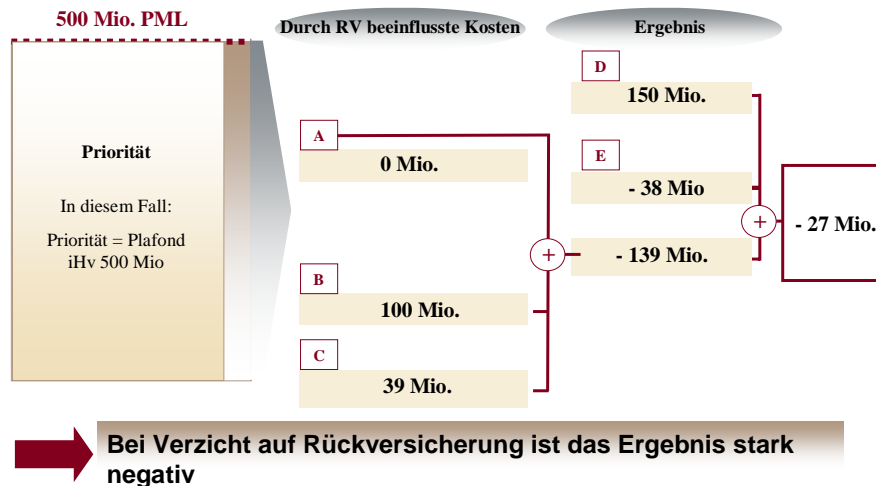 500 Mio. PML
Durch RV beeinflusste Kosten
Ergebnis
Priorität
In diesem Fall:
Priorität = Plafond
iHv 500 Mio
A
0 Mio.
B
100 Mio.
C
39 Mio.
+
D
150 Mio.
E
- 38 Mio
- 139 Mio.
+
- 27 Mio.
Bei Verzicht auf Rückversicherung ist das Ergebnis stark
negativ